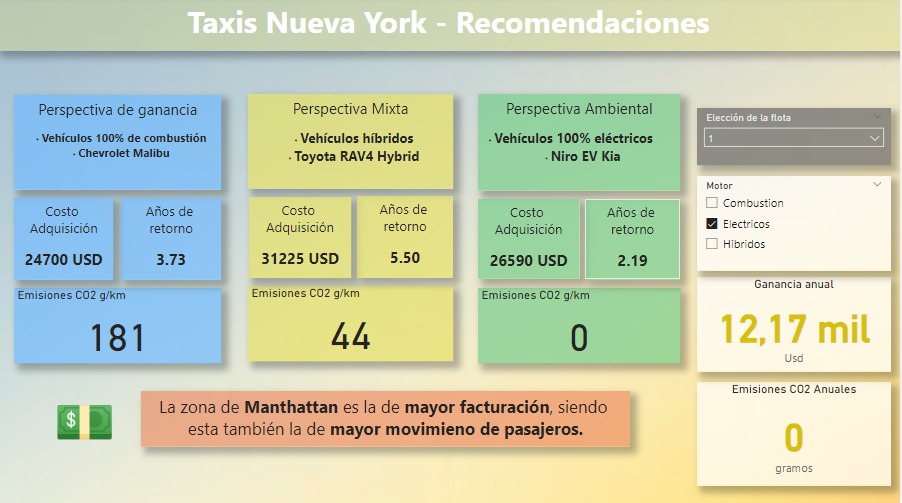 Taxis Nueva York - Recomendaciones
Perspectiva de ganancia
· Vehículos 100% de combustión
· Chevrolet Malibu
Costo
Adquisición
24700 USD
Años de
retorno
3.73
Emisiones CO2 g/km
181
Perspectiva Mixta
· Vehículos híbridos
· Toyota RAV4 Hybrid
Costo
Adquisición
31225 USD
Años de
retorno
5.50
Emisiones CO2 g/km
44
Perspectiva Ambiental
· Vehículos 100% eléctricos
· Niro EV Kia
Costo
Adquisición
26590 USD
Años de
retorno
2.19
Emisiones CO2 g/km
0
Elección de la flota
1
Motor
Combustion
Electricos
Hibridos
Ganancia anual
12,17 mil
Usd
Emisiones CO2 Anuales
0
gramos
$
La zona de Manthattan es la de mayor facturación, siendo
esta también la de mayor movimieno de pasajeros.